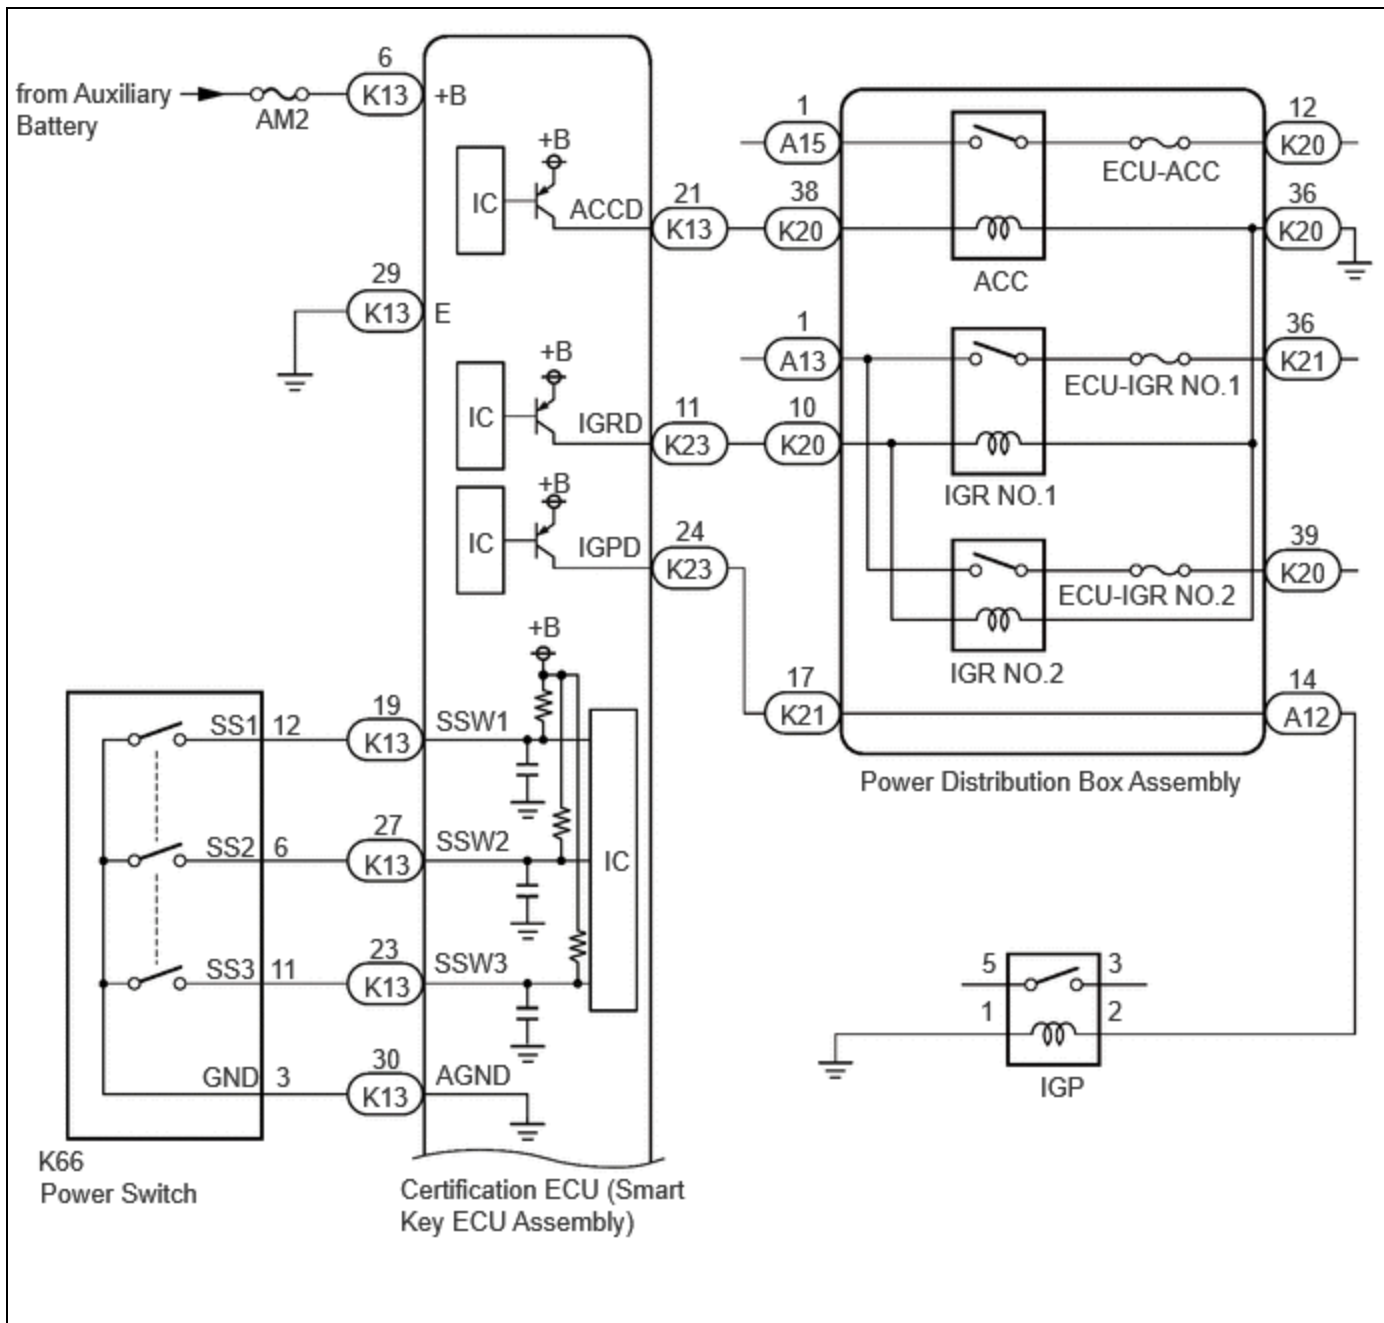 6
from Auxiliary
Battery
AM2
K13
+B
+B
IC
ACCD
21
K13
29
K13
E
+B
IC
IGRD
11
K23
+B
IC
IGPD
24
K23
1
A15
ECU-ACC
12
K20
38
K20
ACC
36
K20
1
A13
ECU-IGR NO.1
36
K21
10
K20
IGR NO.1
ECU-IGR NO.2
39
K20
IGR NO.2
17
K21
14
A12
Power Distribution Box Assembly
+B
SS1
12
19
K13
SSW1
SS2
6
27
K13
SSW2
IC
SS3
11
23
K13
SSW3
GND
3
30
K13
AGND
5
3
1
2
IGP
K66
Power Switch
Certification ECU (Smart
Key ECU Assembly)